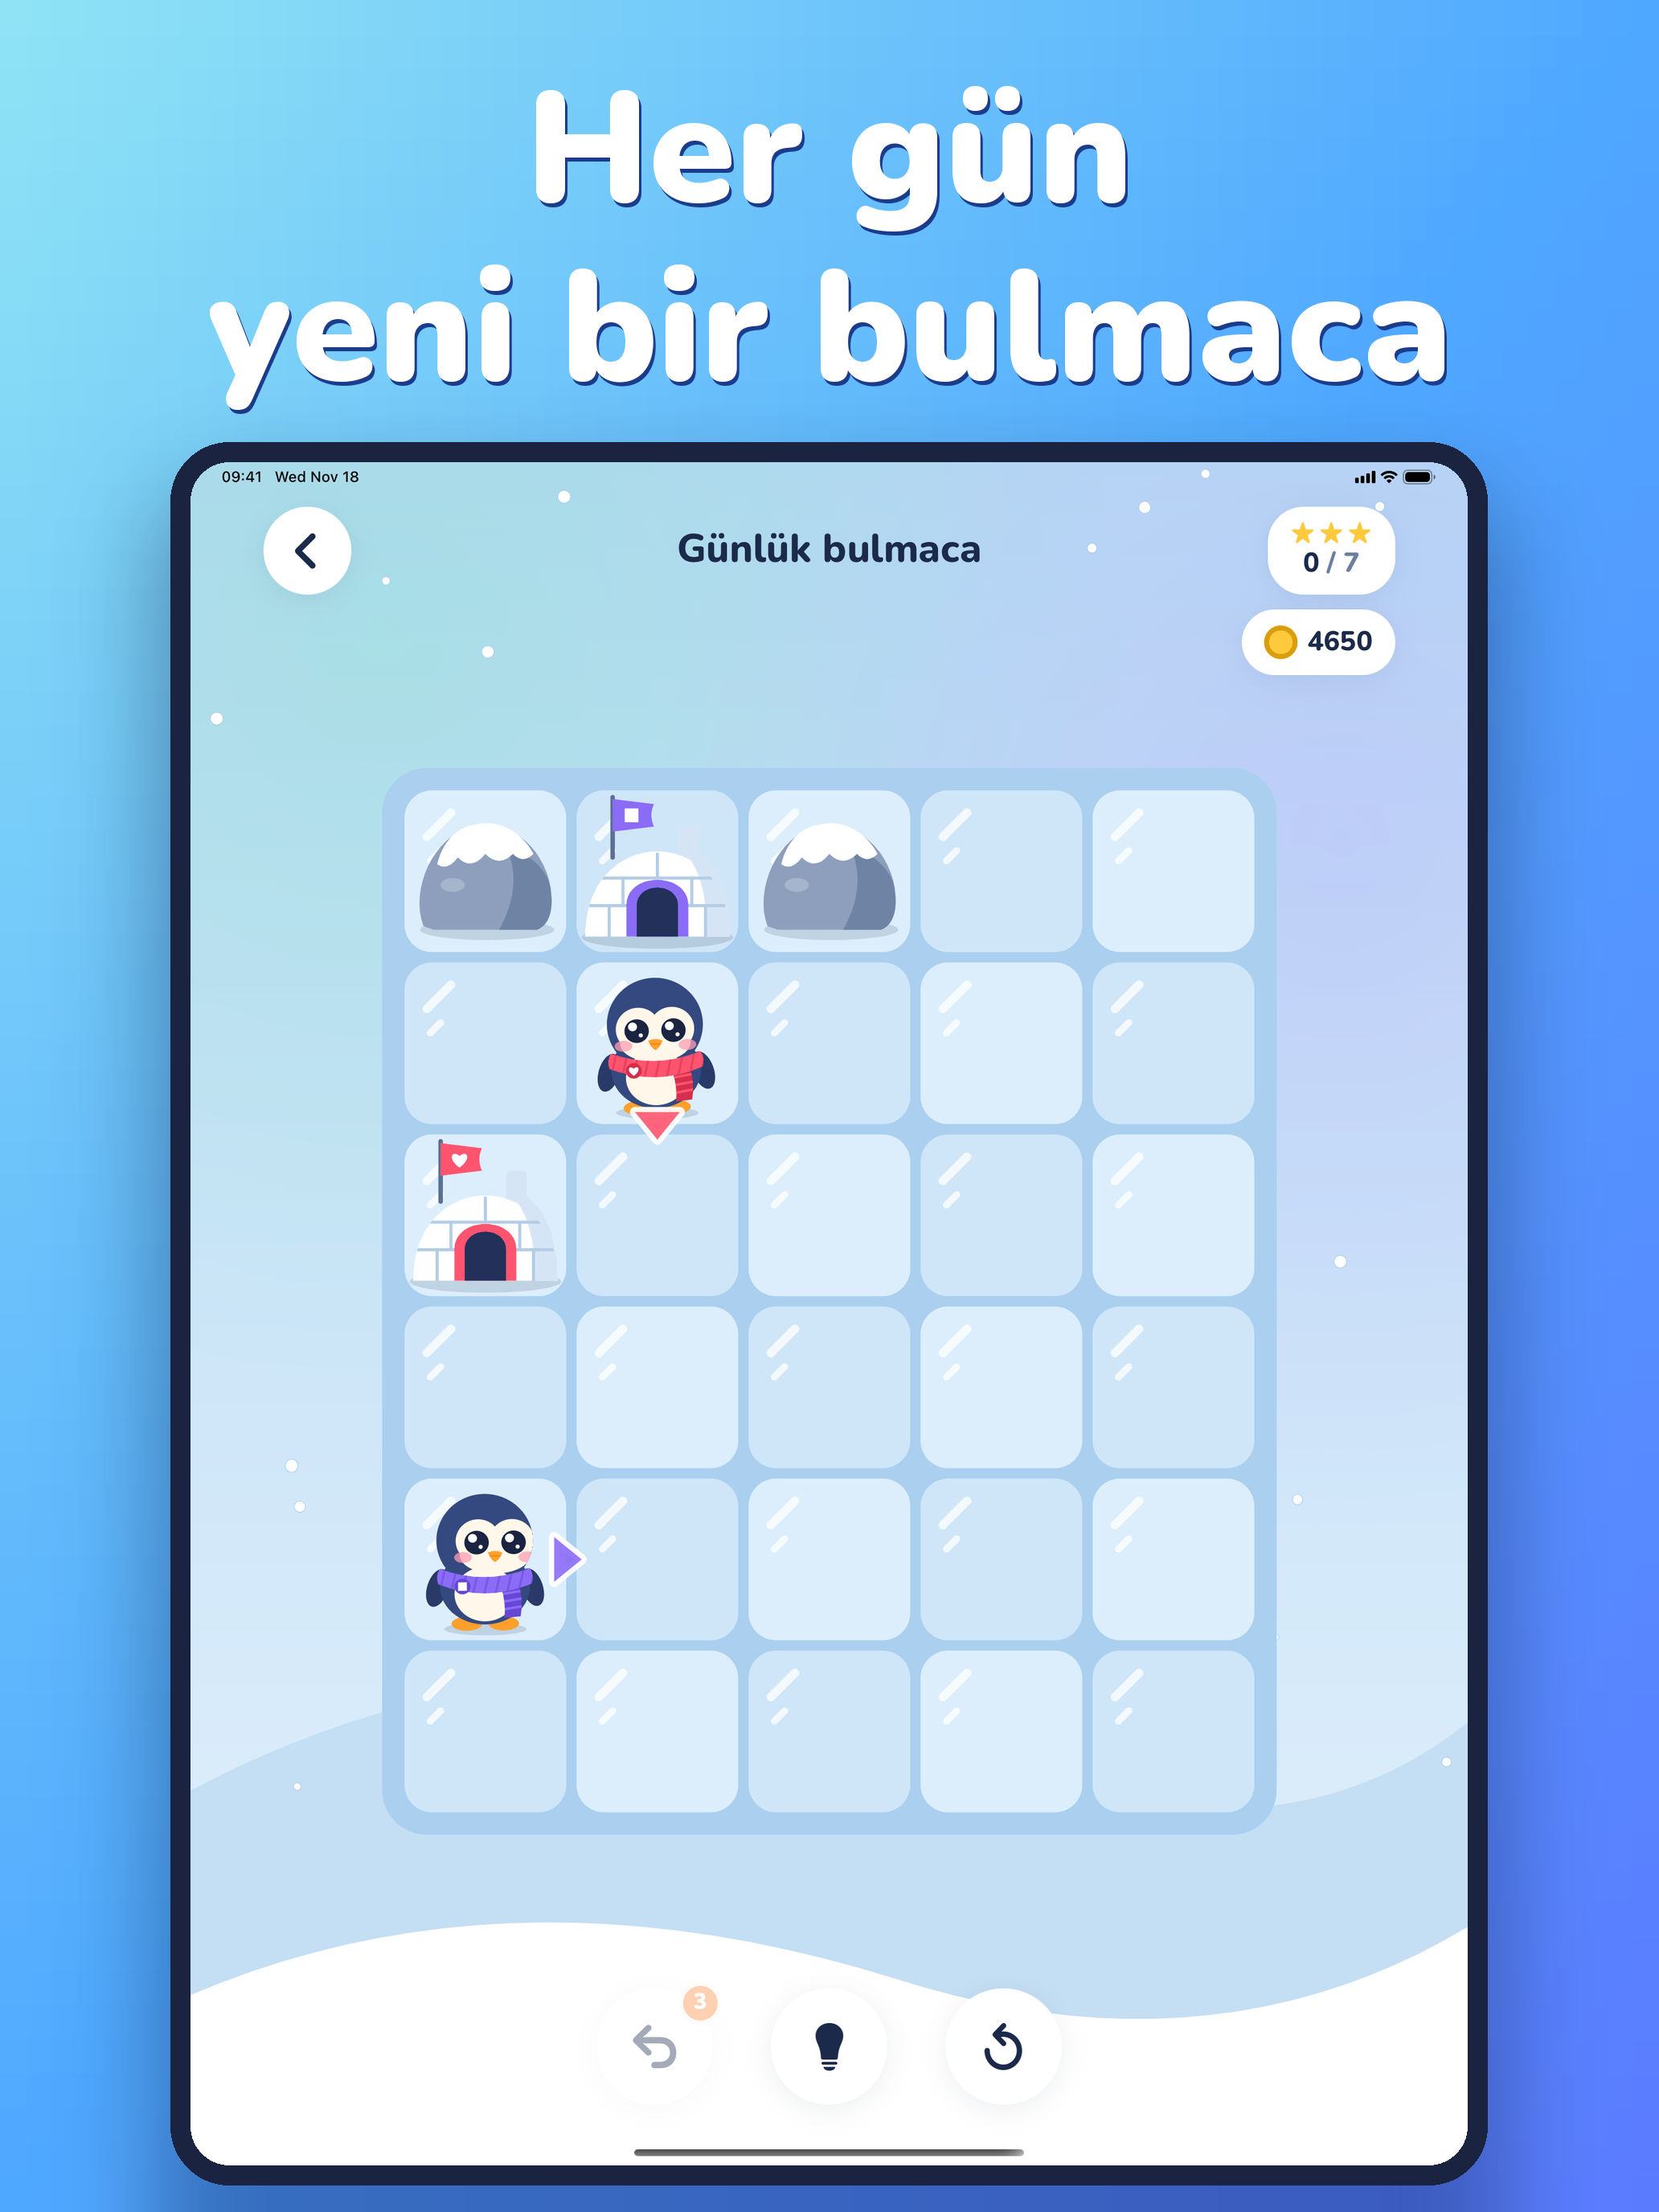 Her gün
yeni bir bulmaca
09:41 Wed Nov 18
Günlük bulmaca
0 / 7
4650
3